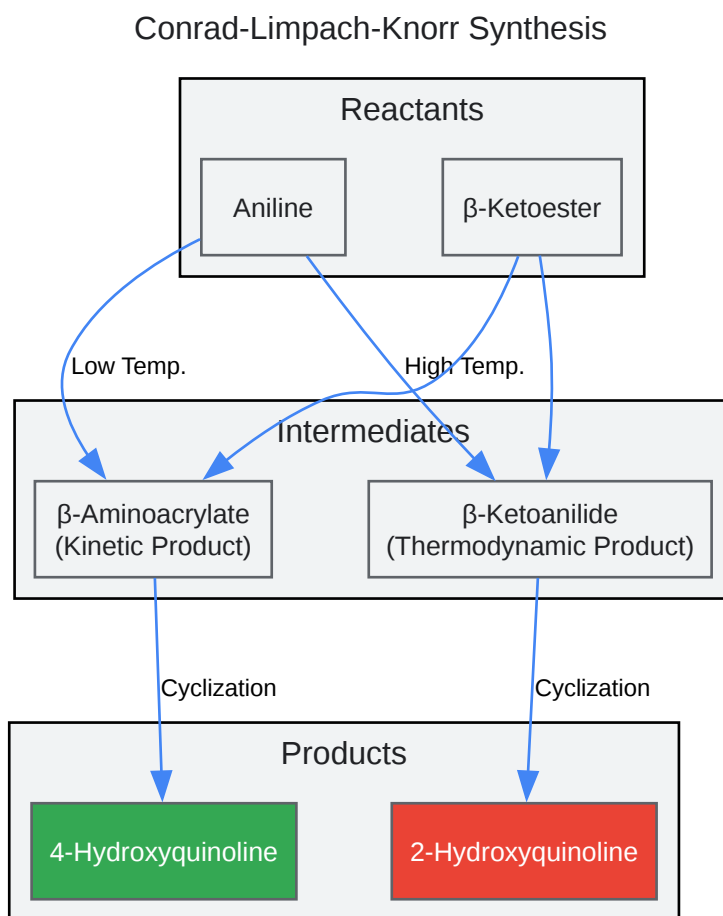 Conrad-Limpach-Knorr Synthesis
Reactants
Aniline
β-Ketoester
Low Temp.
High Temp.
Intermediates
β-Aminoacrylate
(Kinetic Product)
β-Ketoanilide
(Thermodynamic Product)
Cyclization
Cyclization
Products
4-Hydroxyquinoline
2-Hydroxyquinoline